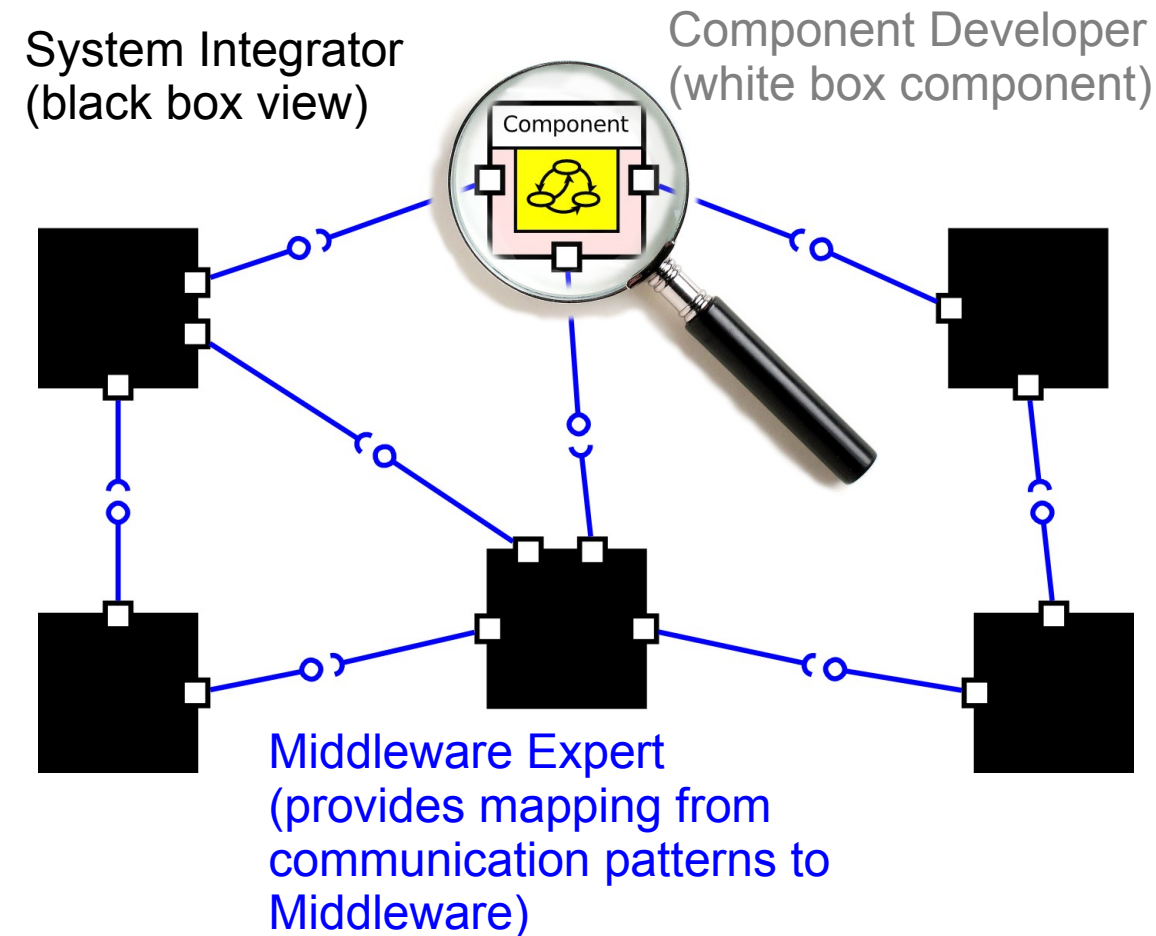 System Integrator
(black box view)
Component Developer
(white box component)
Component
Middleware Expert
(provides mapping from
communication patterns to
Middleware)